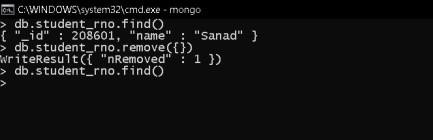 C:\WINDOWS\system32\cmd.exe - mongo
> db.student_rno.find()
{ "_id" : 208601, "name" : "Sanad" }
> db.student_rno.remove({})
WriteResult({ "nRemoved" : 1 })
> db.student_rno.find()
>